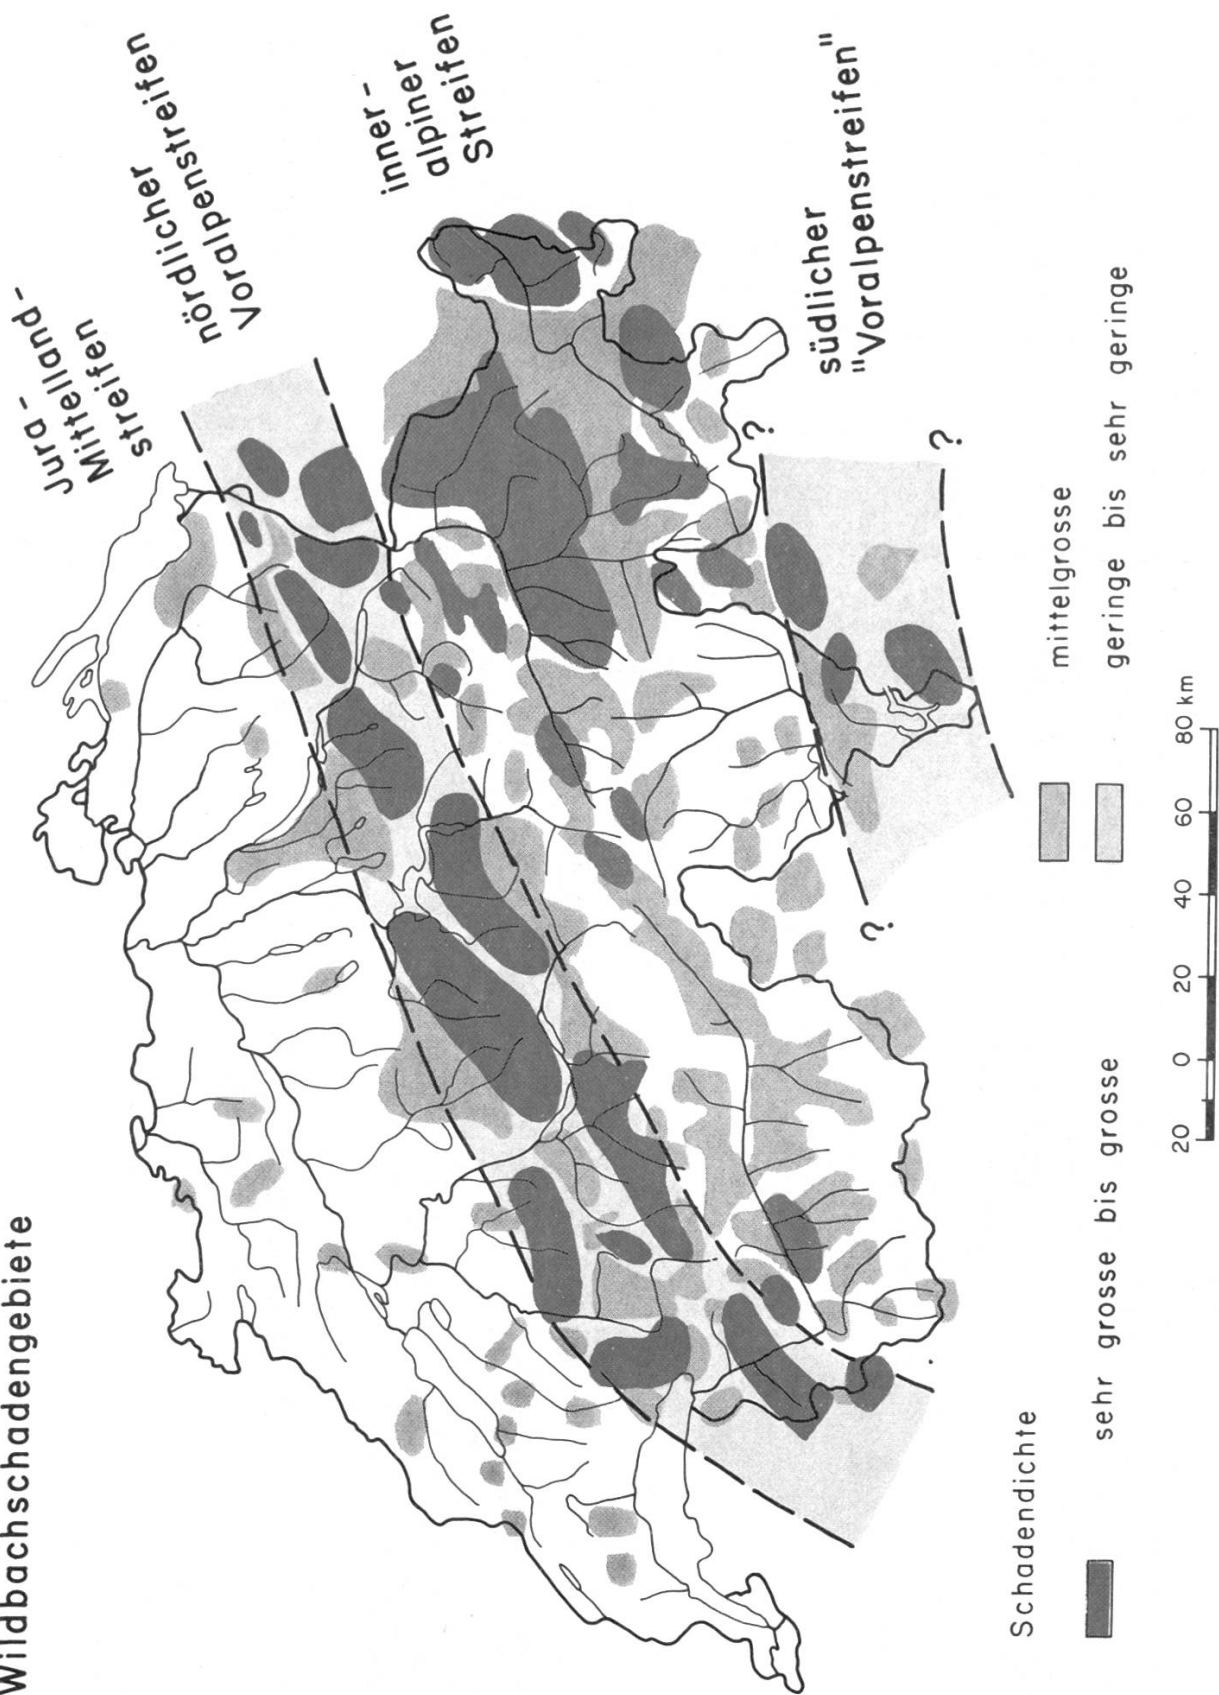 Wildbachschadengebiete
Jura-
Mittelland-
streifen
nördlicher
Voralpenstreifen
inner-
alpiner
Streifen
südlicher
"Voralpenstreifen"
?
?
?
Schadendichte
sehr grosse bis grosse
mittelgrosse
geringe bis sehr geringe
20 0 20 40 60 80 km